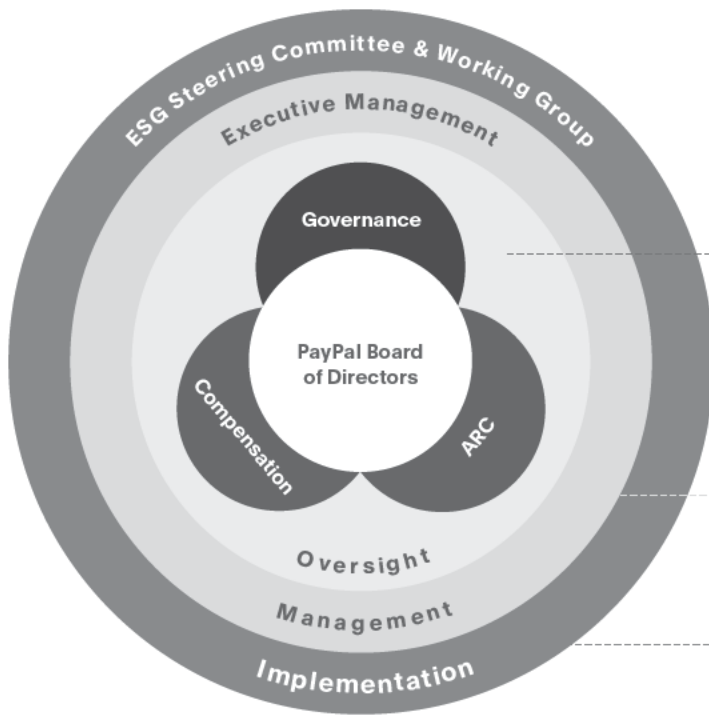 ESG Steering Committee & Working Group
Executive Management
Governance
PayPal Board
of Directors
Compensation
ARC
Oversight
Management
Implementation